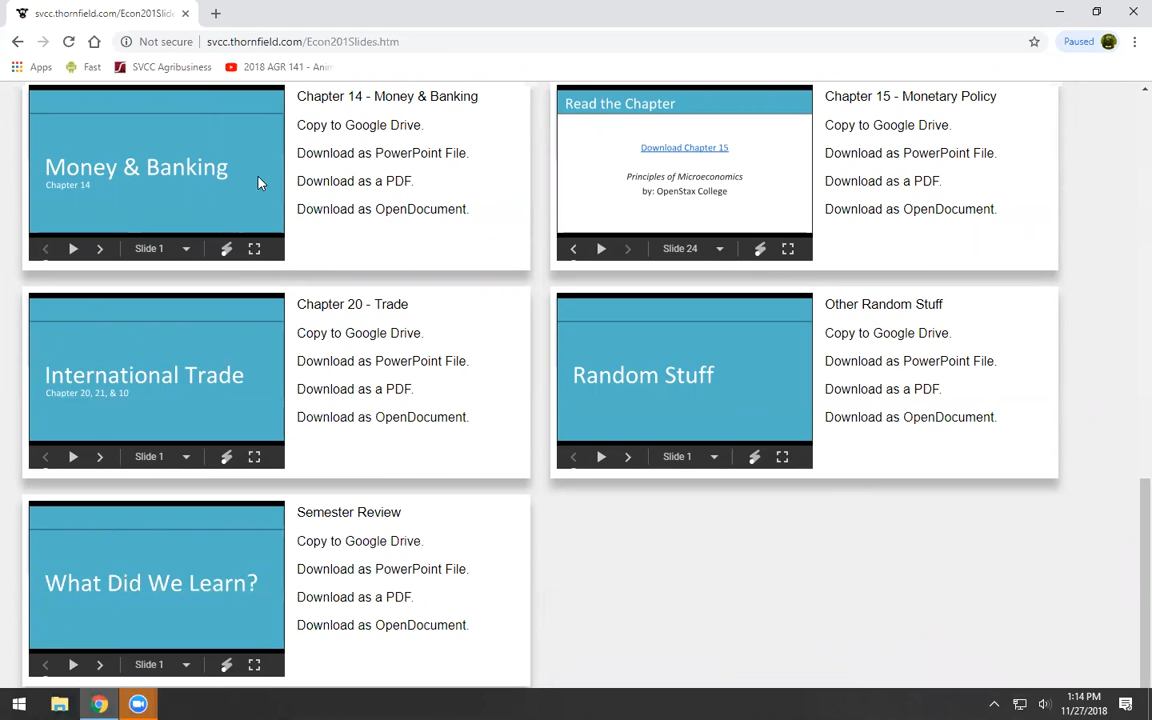 svcc.thornfield.com/Econ201Slide
Not secure
svcc.thornfield.com/Econ201Slides.htm
Paused
Apps
Fast
SVCC Agribusiness
2018 AGR 141 - Ani
Money & Banking
Chapter 14
Slide 1
Chapter 14 - Money & Banking
Copy to Google Drive.
Download as PowerPoint File.
Download as a PDF.
Download as OpenDocument.
Read the Chapter
Download Chapter 15
Principles of Microeconomics
by: OpenStax College
Slide 24
Chapter 15 - Monetary Policy
Copy to Google Drive.
Download as PowerPoint File.
Download as a PDF.
Download as OpenDocument.
International Trade
Chapter 20, 21, & 10
Slide 1
Chapter 20 - Trade
Copy to Google Drive.
Download as PowerPoint File.
Download as a PDF.
Download as OpenDocument.
Random Stuff
Slide 1
Other Random Stuff
Copy to Google Drive.
Download as PowerPoint File.
Download as a PDF.
Download as OpenDocument.
What Did We Learn?
Slide 1
Semester Review
Copy to Google Drive.
Download as PowerPoint File.
Download as a PDF.
Download as OpenDocument.
1:14 PM
11/27/2018